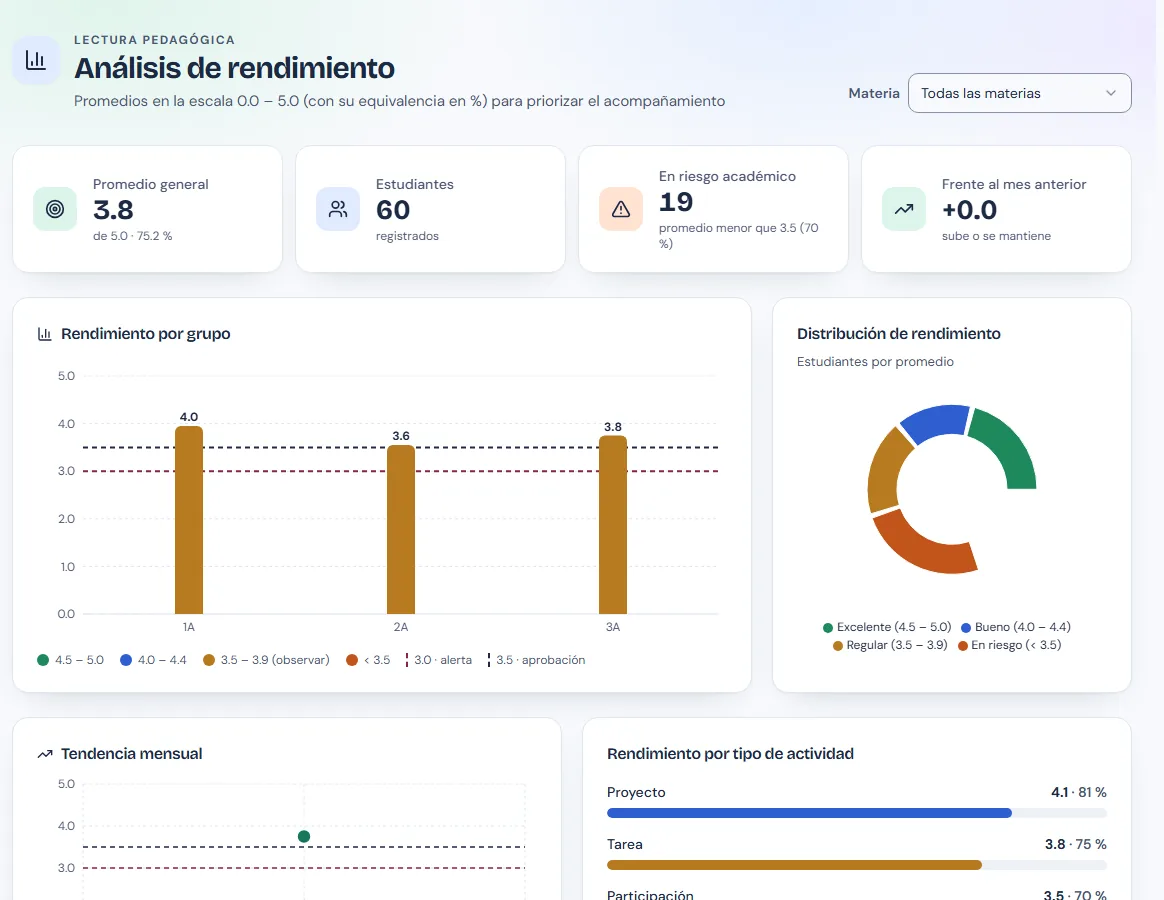 LECTURA PEDAGÓGICA
Análisis de rendimiento
Promedios en la escala 0.0 – 5.0 (con su equivalencia en %) para priorizar el acompañamiento
Materia
Todas las materias
Promedio general
3.8
de 5.0 · 75.2 %
Estudiantes
60
registrados
En riesgo académico
19
promedio menor que 3.5 (70
%)
Frente al mes anterior
+0.0
sube o se mantiene
Rendimiento por grupo
5.0
4.0
3.0
2.0
1.0
0.0
4.0
3.6
3.8
1A
2A
3A
4.5 – 5.0
4.0 – 4.4
3.5 – 3.9 (observar)
< 3.5
3.0 · alerta
3.5 · aprobación
Distribución de rendimiento
Estudiantes por promedio
Excelente (4.5 – 5.0)
Bueno (4.0 – 4.4)
Regular (3.5 – 3.9)
En riesgo (< 3.5)
Tendencia mensual
5.0
4.0
3.0
Rendimiento por tipo de actividad
Proyecto
4.1 · 81 %
Tarea
3.8 · 75 %
Participación
3.5 · 70 %